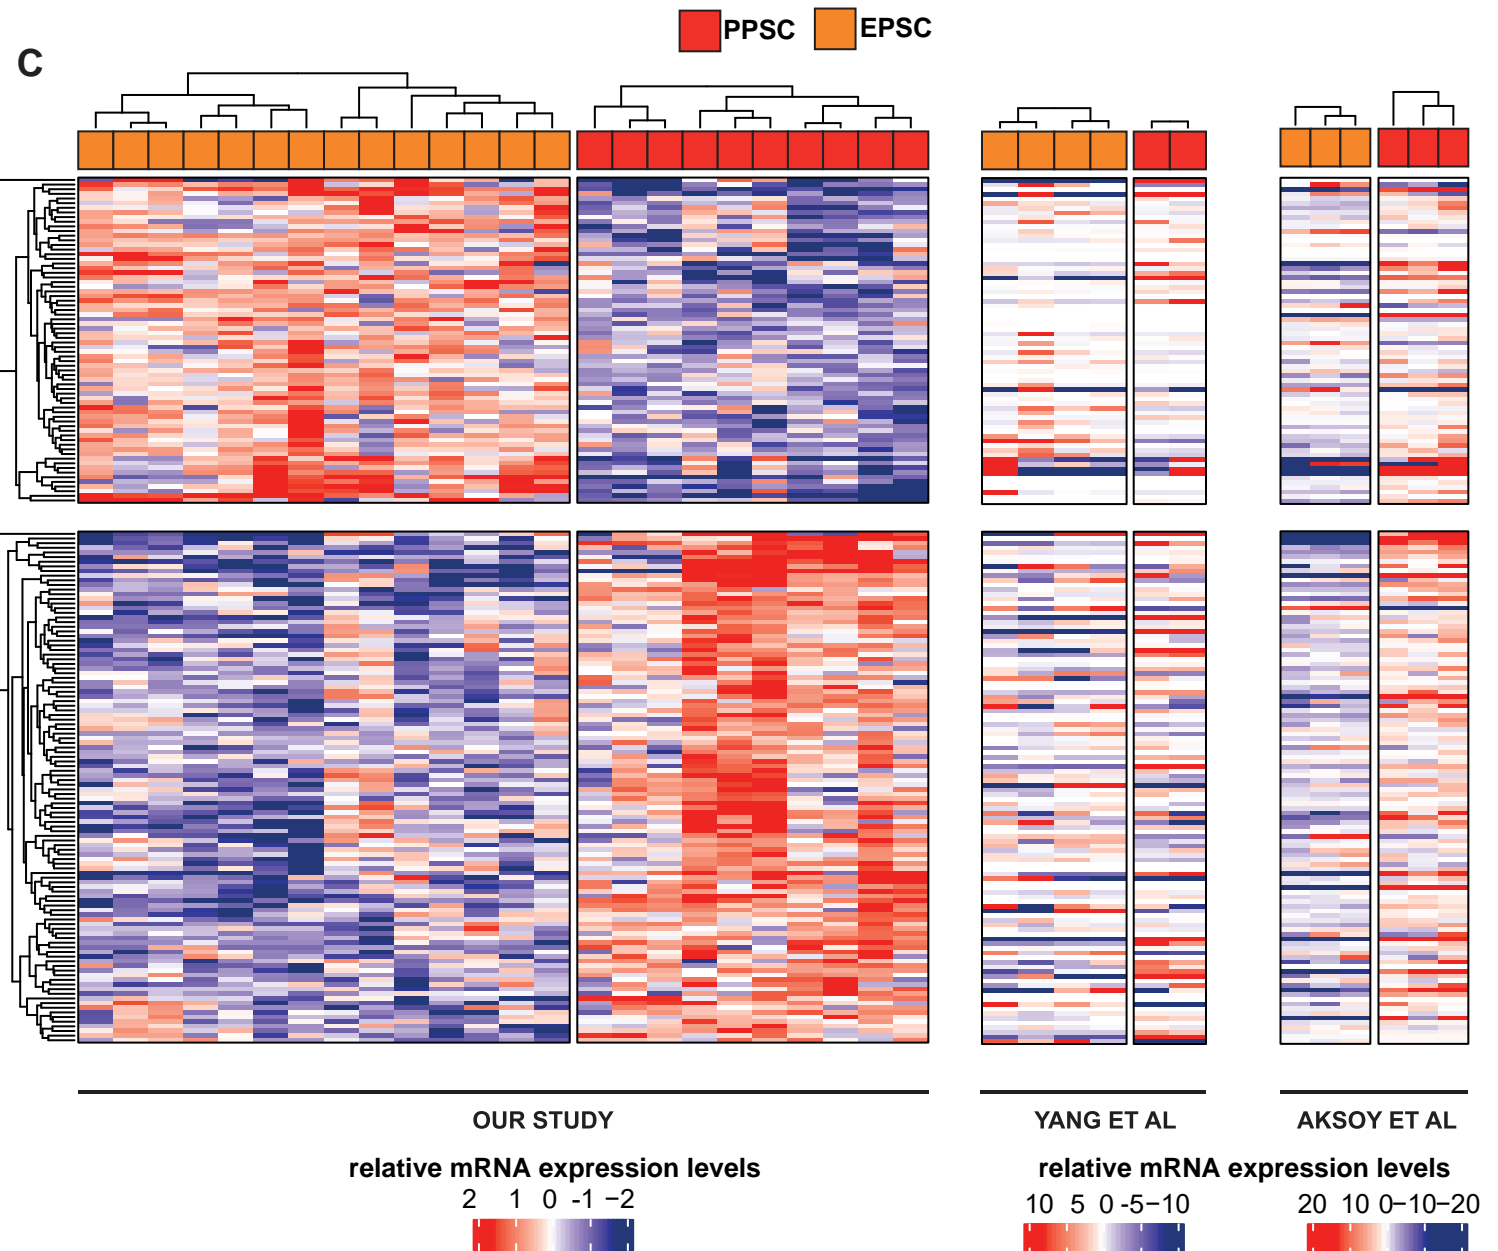 PPSC EPSC
C
OUR STUDY YANG ET AL AKSOY ET AL
relative mRNA expression levels relative mRNA expression levels
2 1 0 -1 −2 10 5 0 -5 −10 20 10 0 −10 −20